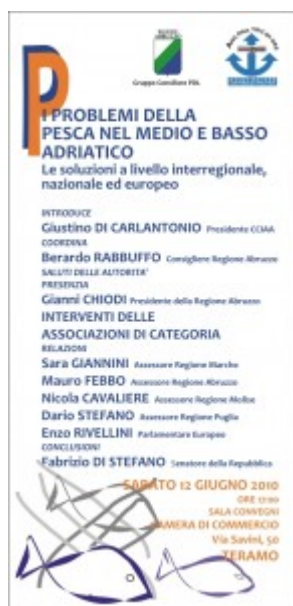 Gruppo Consiliare PDL
P
I PROBLEMI DELLA
PESCA NEL MEDIO E BASSO
ADRIATICO
Le soluzioni a livello interregionale,
nazionale ed europeo
INTRODUCE
Giustino DI CARLANTONIO Presidente CCIAA
COORDINA
Berardo RABBUFFO Consigliere Regione Abruzzo
SALUTI DELLE AUTORITA'
PRESENZIA
Gianni CHIODI Presidente della Regione Abruzzo
INTERVENTI DELLE
ASSOCIAZIONI DI CATEGORIA
RELAZIONI
Sara GIANNINI Assessore Regione Marche
Mauro FEBBO Assessore Regione Abruzzo
Nicola CAVALIERE Assessore Regione Molise
Dario STEFANO Assessore Regione Puglia
Enzo RIVELLINI Parlamentare Europeo
CONCLUSIONI
Fabrizio DI STEFANO Senatore della Repubblica
SABATO 12 GIUGNO 2010
ORE 17:00
SALA CONVEGNI
CAMERA DI COMMERCIO
Via Savini, 50
TERAMO